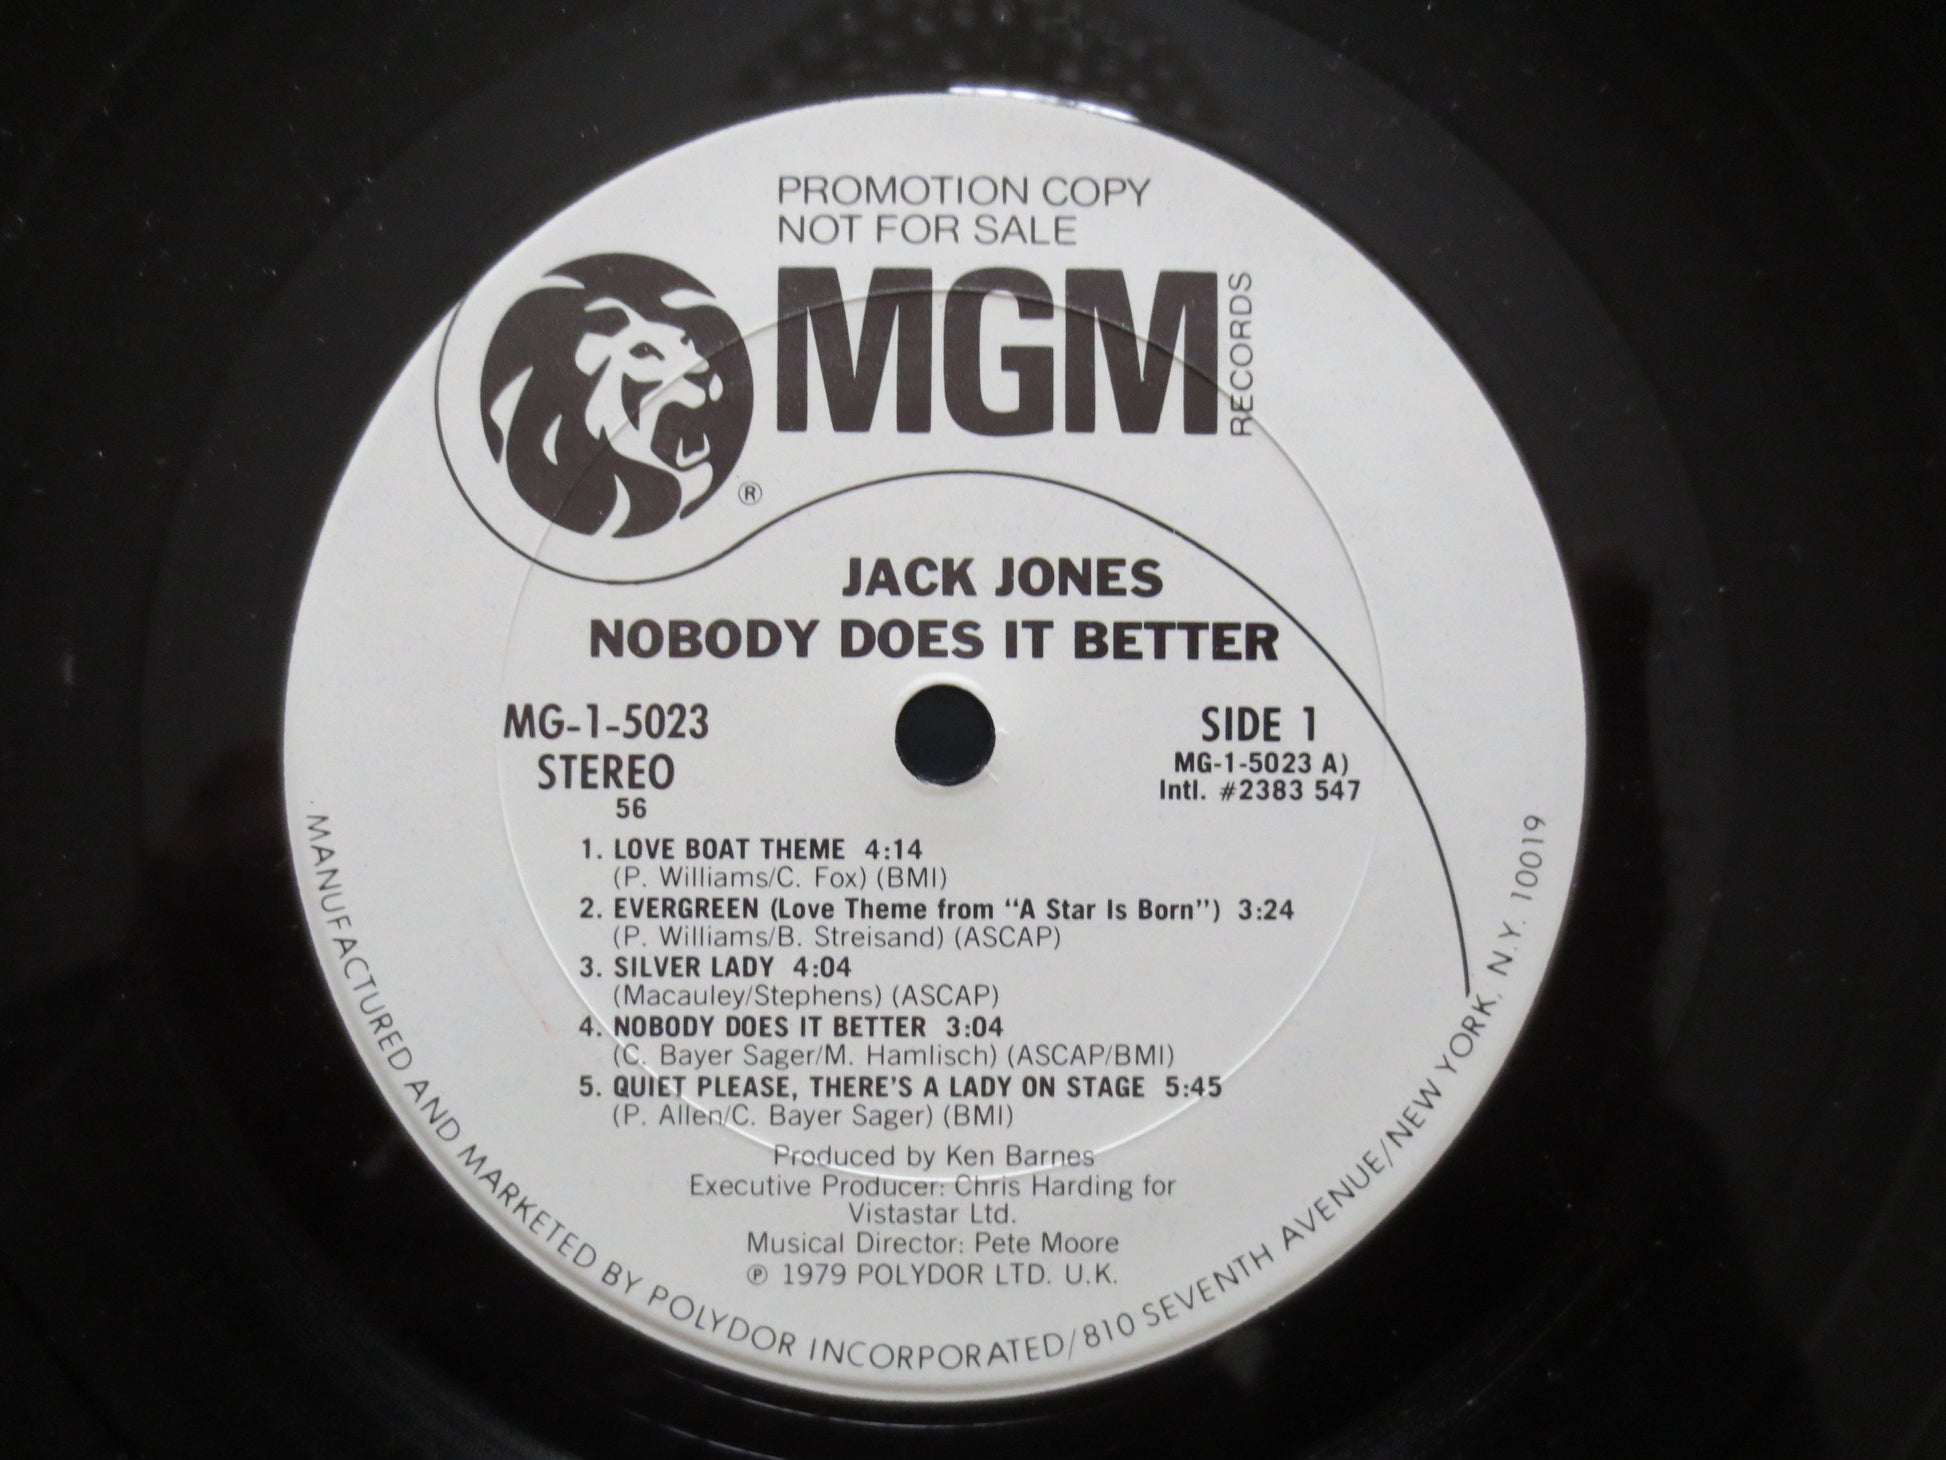 PROMOTION COPY
NOT FOR SALE
MGM
RECORDS
®
JACK JONES
NOBODY DOES IT BETTER
MG-1-5023
STEREO
56
SIDE 1
MG-1-5023 A)
Intl. #2383 547
1. LOVE BOAT THEME 4:14
(P. Williams/C. Fox) (BMI)
2. EVERGREEN (Love Theme from "A Star Is Born") 3:24
(P. Williams/B. Streisand) (ASCAP)
3. SILVER LADY 4:04
(Macauley/Stephens) (ASCAP)
4. NOBODY DOES IT BETTER 3:04
(C. Bayer Sager/M. Hamlisch) (ASCAP/BMI)
5. QUIET PLEASE, THERE'S A LADY ON STAGE 5:45
(P. Allen/C. Bayer Sager) (BMI)
Produced by Ken Barnes
Executive Producer: Chris Harding for
Vistastar Ltd.
Musical Director: Pete Moore
℗ 1979 POLYDOR LTD. U.K.
MANUFACTURED AND MARKETED BY POLYDOR INCORPORATED/810 SEVENTH AVENUE/NEW YORK, N.Y. 10019